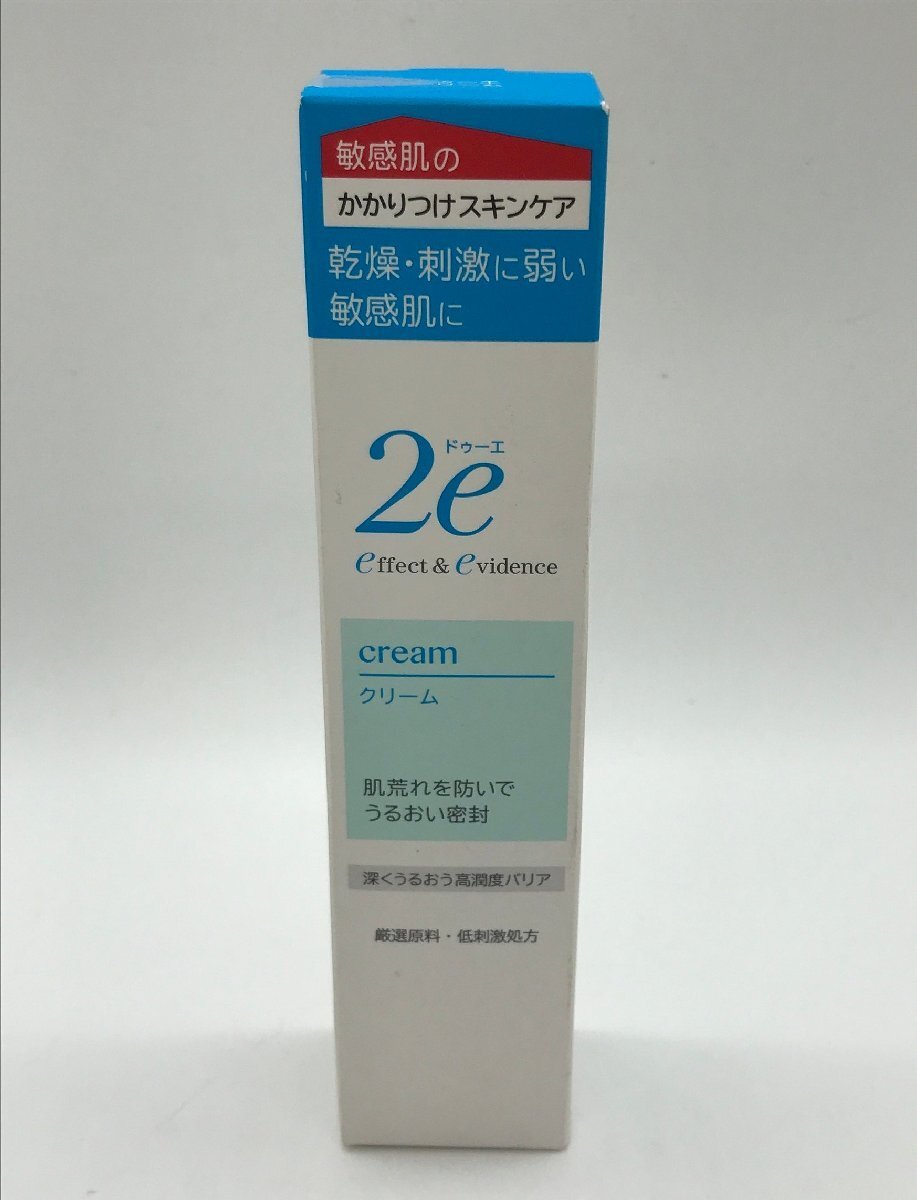 敏感肌の
かかりつけスキンケア
乾燥・刺激に弱い
敏感肌に
ドゥーエ
2e
effect & evidence
cream
クリーム
肌荒れを防いで
うるおい密封
深くうるおう高潤度バリア
厳選原料・低刺激処方